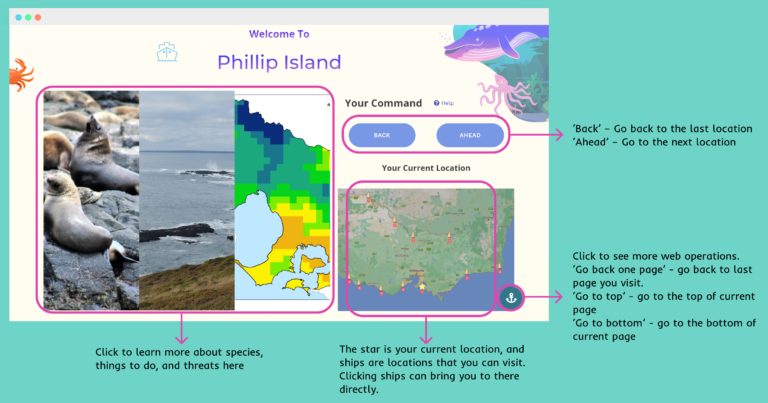 Welcome To
Phillip Island
Your Command
Help
BACK
AHEAD
Your Current Location
'Back' – Go back to the last location
'Ahead' – Go to the next location
Click to see more web operations.
'Go back one page' - go back to last
page you visit.
'Go to top' - go to the top of current
page
'Go to bottom' - go to the bottom of
current page
Click to learn more about species,
things to do, and threats here
The star is your current location, and
ships are locations that you can visit.
Clicking ships can bring you to there
directly.